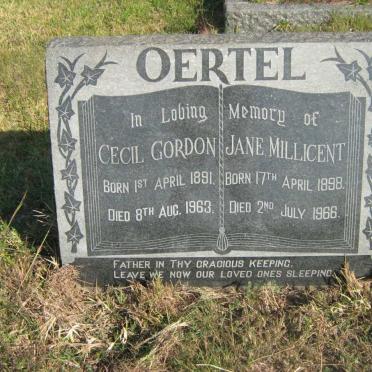 OERTEL
In Loving Memory of
CECIL GORDON
BORN 1ST APRIL 1891.
DIED 8TH AUG. 1963.
JANE MILLICENT
BORN 17TH APRIL 1898.
DIED 2ND JULY 1966.
FATHER IN THY GRACIOUS KEEPING.
LEAVE WE NOW OUR LOVED ONES SLEEPING.